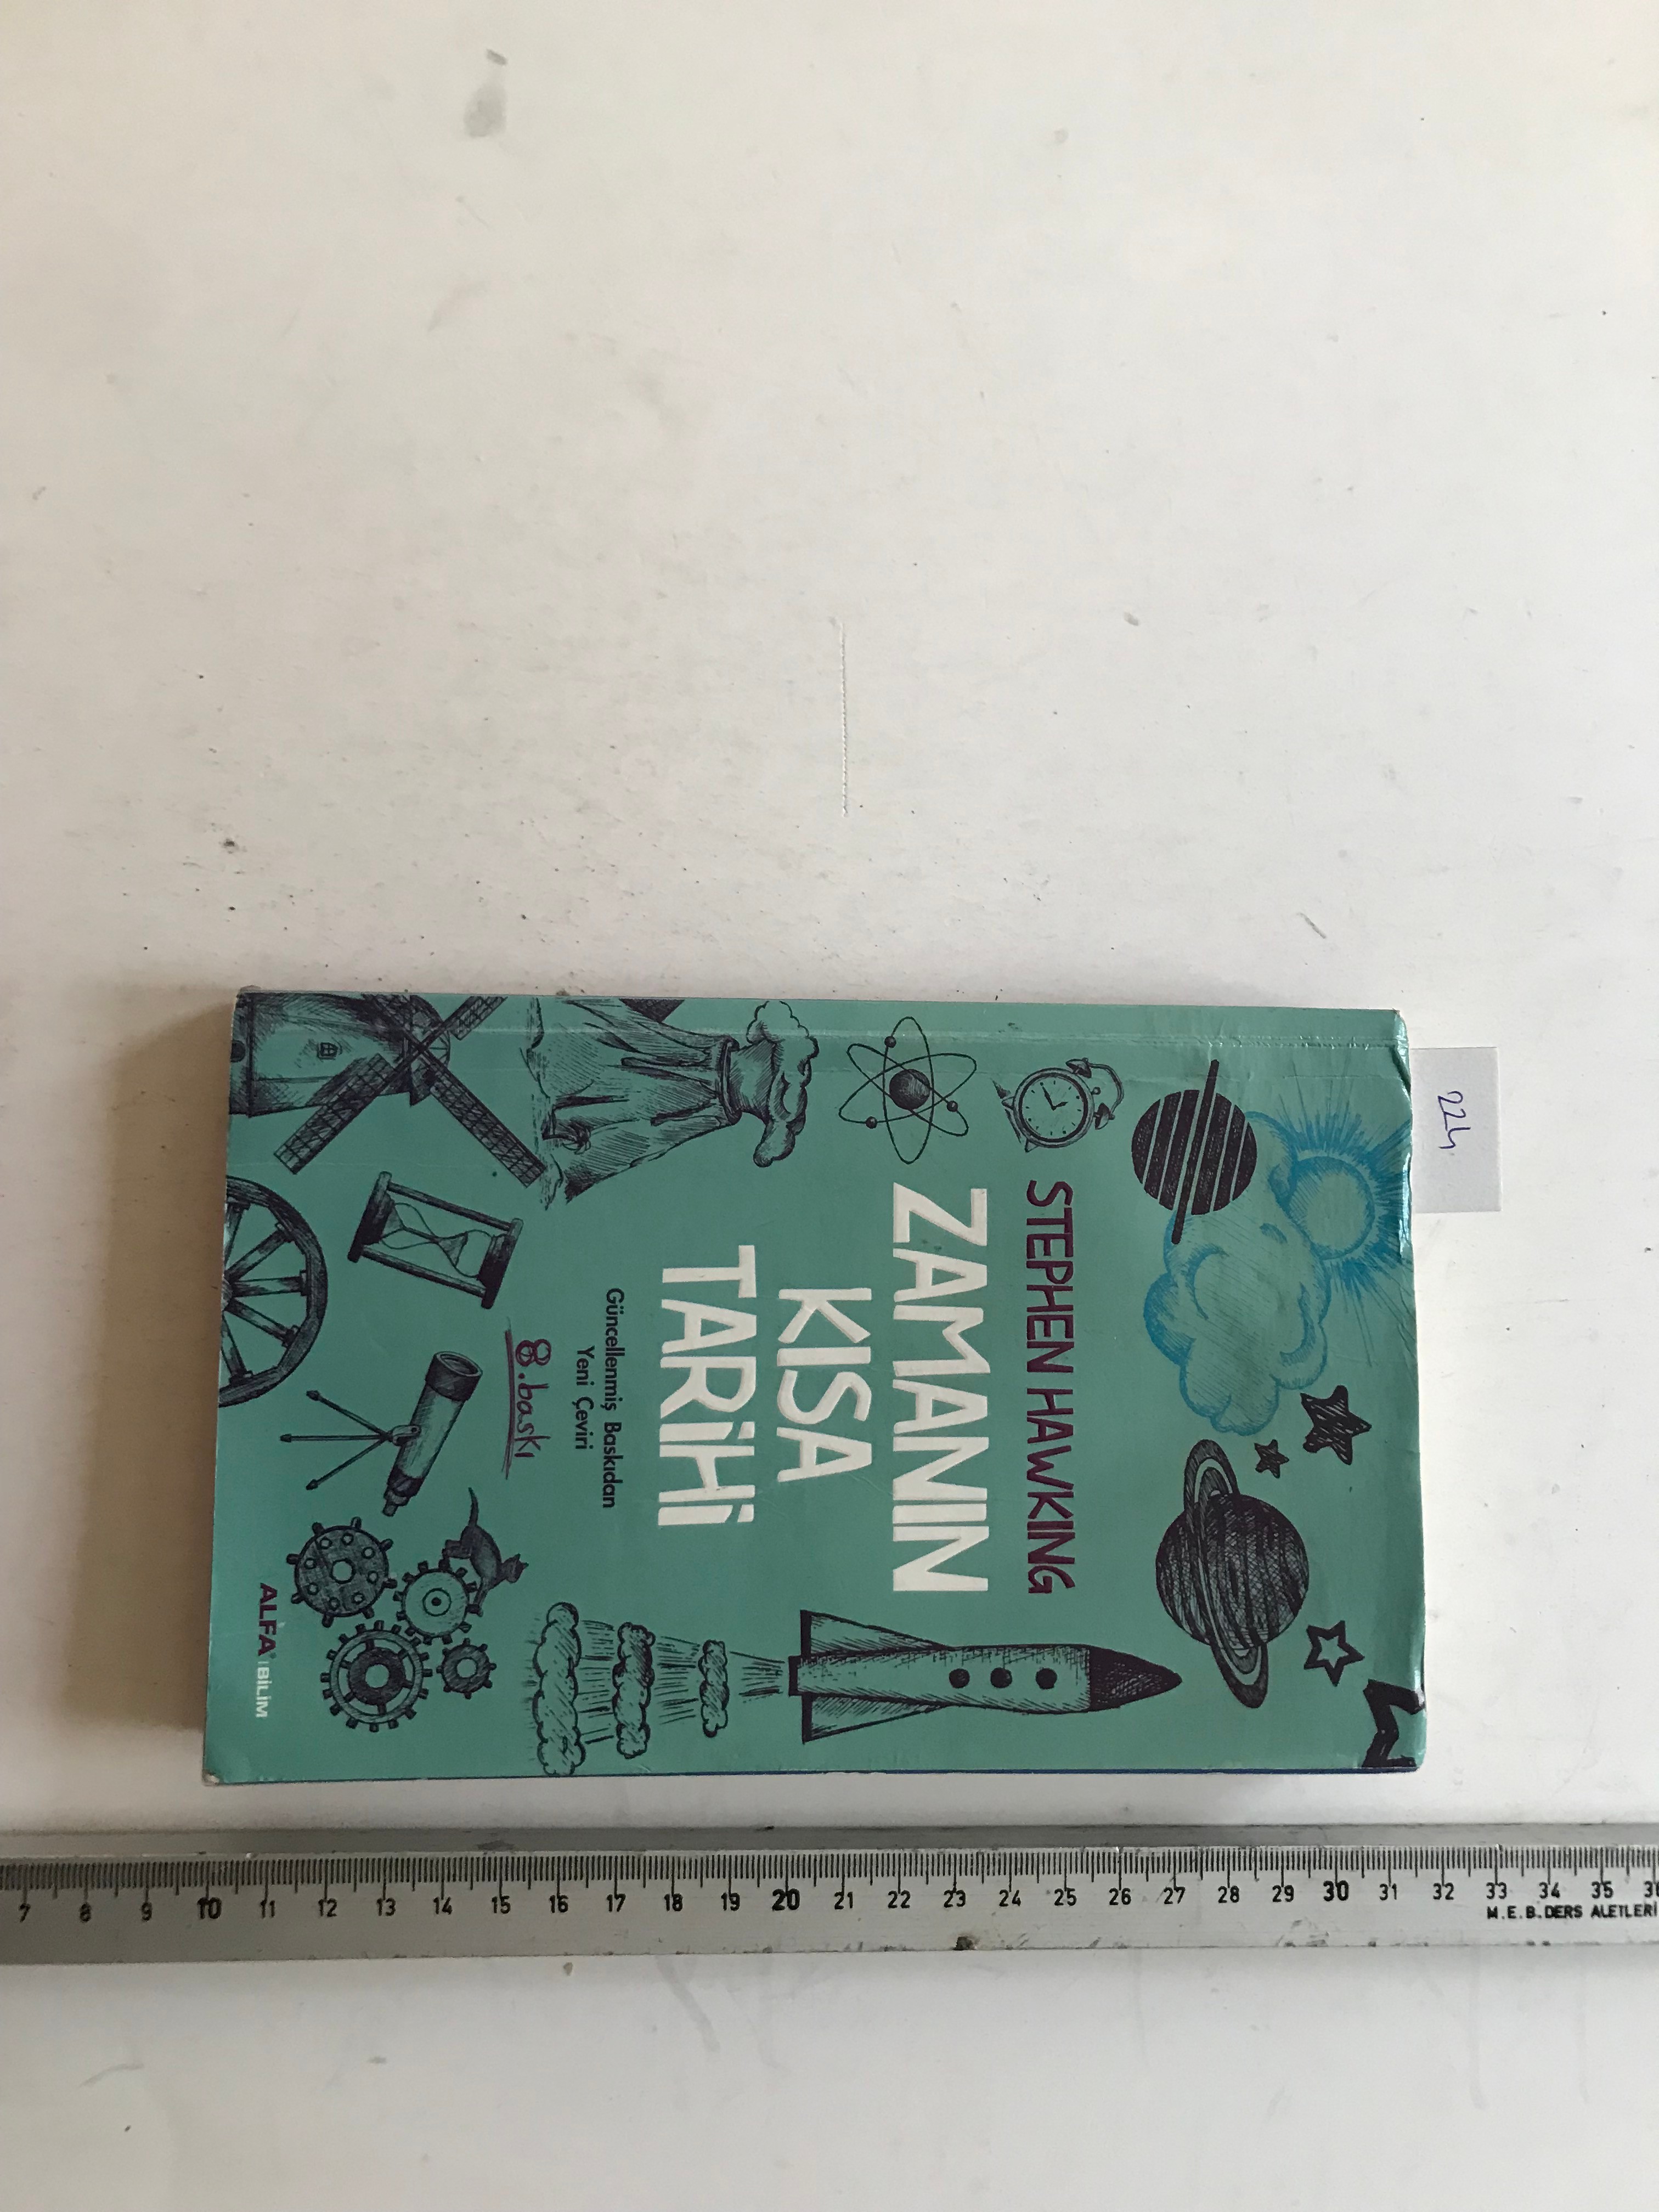 224
STEPHEN HAWKING
ZAMANIN
KISA
TARİHİ
Güncellenmiş Baskıdan
Yeni Çeviri
8.baskı
ALFA® | BİLİM
7 8 9 10 11 12 13 14 15 16 17 18 19 20 21 22 23 24 25 26 27 28 29 30 31 32 33 34 35 36
M.E.B. DERS ALETLERİ